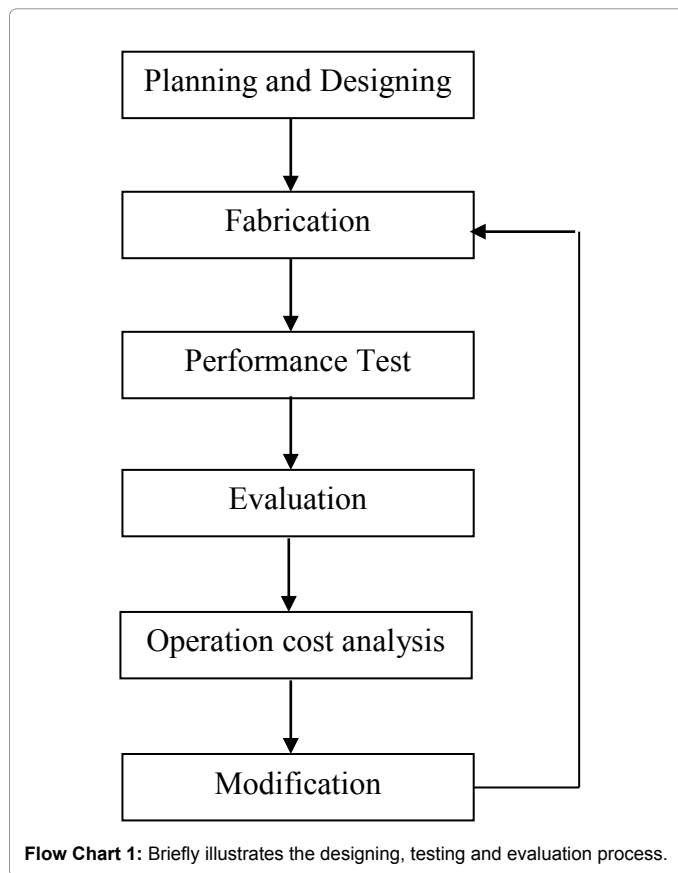 Planning and Designing
Fabrication
Performance Test
Evaluation
Operation cost analysis
Modification
Flow Chart 1: Briefly illustrates the designing, testing and evaluation process.